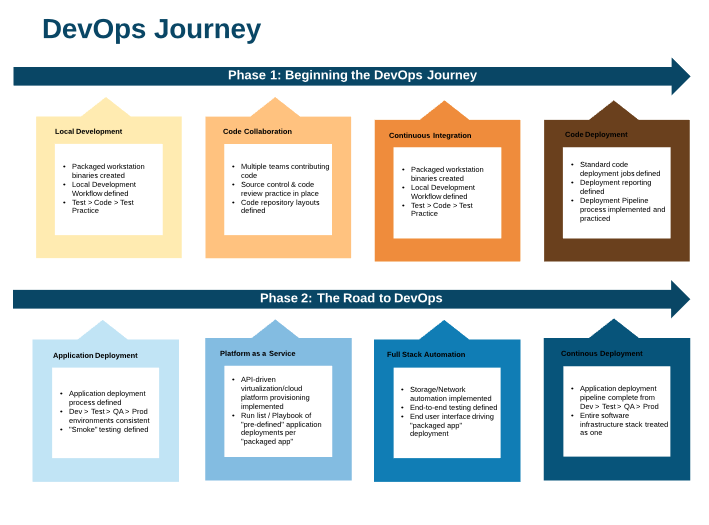 DevOps Journey
Phase 1: Beginning the DevOps Journey
Local Development
• Packaged workstation
binaries created
• Local Development
Workflow defined
• Test > Code > Test
Practice
Code Collaboration
• Multiple teams contributing
code
• Source control & code
review practice in place
• Code repository layouts
defined
Continuous Integration
• Packaged workstation
binaries created
• Local Development
Workflow defined
• Test > Code > Test
Practice
Code Deployment
• Standard code
deployment jobs defined
• Deployment reporting
defined
• Deployment Pipeline
process implemented and
practiced
Phase 2: The Road to DevOps
Application Deployment
• Application deployment
process defined
• Dev > Test > QA > Prod
environments consistent
• "Smoke" testing defined
Platform as a Service
• API-driven
virtualization/cloud
platform provisioning
implemented
• Run list / Playbook of
"pre-defined" application
deployments per
"packaged app"
Full Stack Automation
• Storage/Network
automation implemented
• End-to-end testing defined
• End user interface driving
"packaged app"
deployment
Continous Deployment
• Application deployment
pipeline complete from
Dev > Test > QA > Prod
• Entire software
infrastructure stack treated
as one